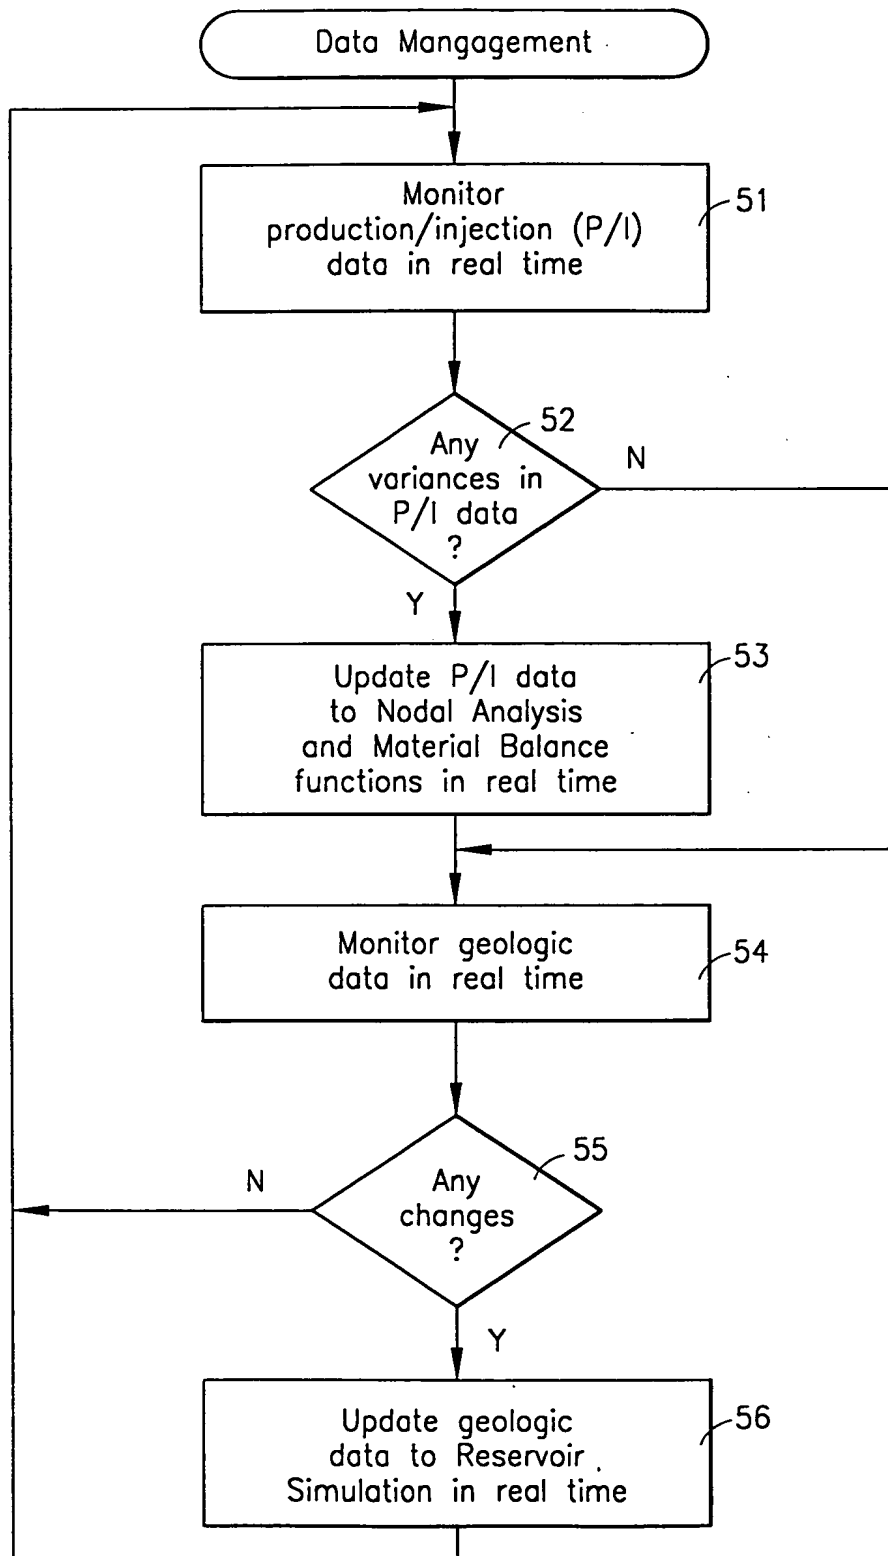 Data Mangagement
Monitor
production/injection (P/I)
data in real time
51
52
Any
variances in
P/I data
?
N
Y
53
Update P/I data
to Nodal Analysis
and Material Balance
functions in real time
Monitor geologic
data in real time
54
55
Any
changes
?
N
Y
56
Update geologic
data to Reservoir
Simulation in real time